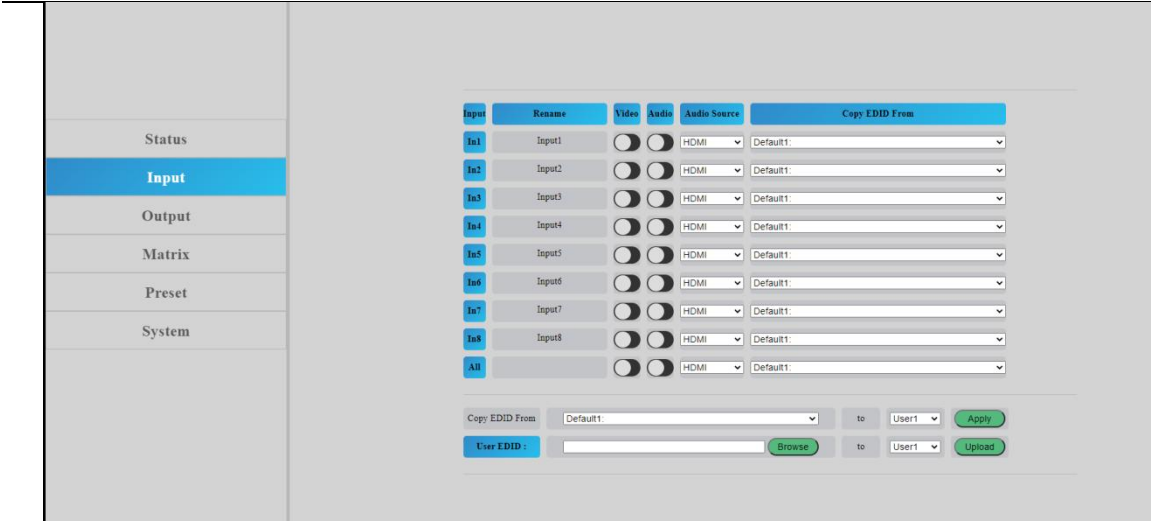 Status
Input
Output
Matrix
Preset
System
Input Rename Video Audio Audio Source Copy EDID From
In1 Input1 HDMI Default1:
In2 Input2 HDMI Default1:
In3 Input3 HDMI Default1:
In4 Input4 HDMI Default1:
In5 Input5 HDMI Default1:
In6 Input6 HDMI Default1:
In7 Input7 HDMI Default1:
In8 Input8 HDMI Default1:
All HDMI Default1:
Copy EDID From Default1: to User1 Apply
User EDID : Browse to User1 Upload